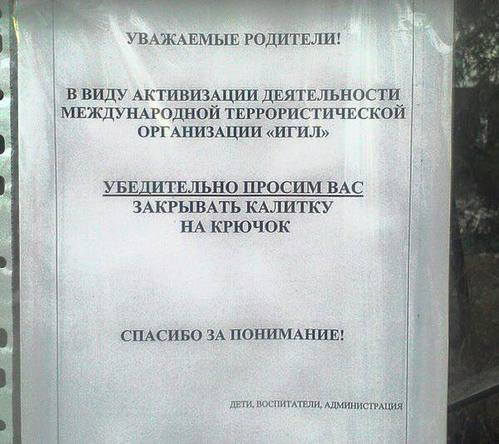 УВАЖАЕМЫЕ РОДИТЕЛИ!
В ВИДУ АКТИВИЗАЦИИ ДЕЯТЕЛЬНОСТИ
МЕЖДУНАРОДНОЙ ТЕРРОРИСТИЧЕСКОЙ
ОРГАНИЗАЦИИ «ИГИЛ»
УБЕДИТЕЛЬНО ПРОСИМ ВАС
ЗАКРЫВАТЬ КАЛИТКУ
НА КРЮЧОК
СПАСИБО ЗА ПОНИМАНИЕ!
ДЕТИ, ВОСПИТАТЕЛИ, АДМИНИСТРАЦИЯ